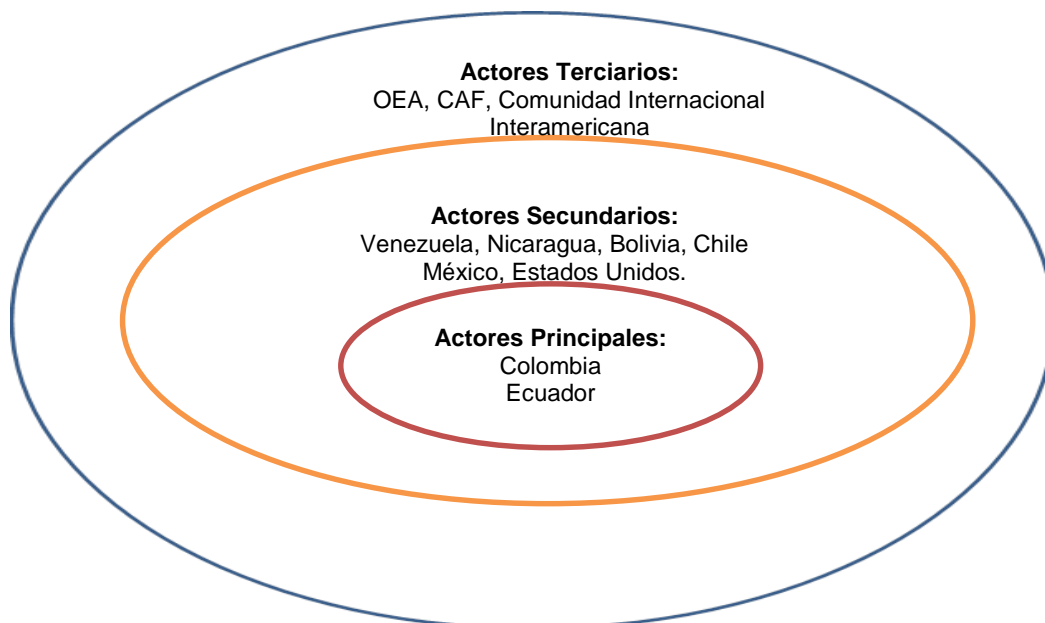 Actores Terciarios:
OEA, CAF, Comunidad Internacional
Interamericana
Actores Secundarios:
Venezuela, Nicaragua, Bolivia, Chile
México, Estados Unidos.
Actores Principales:
Colombia
Ecuador